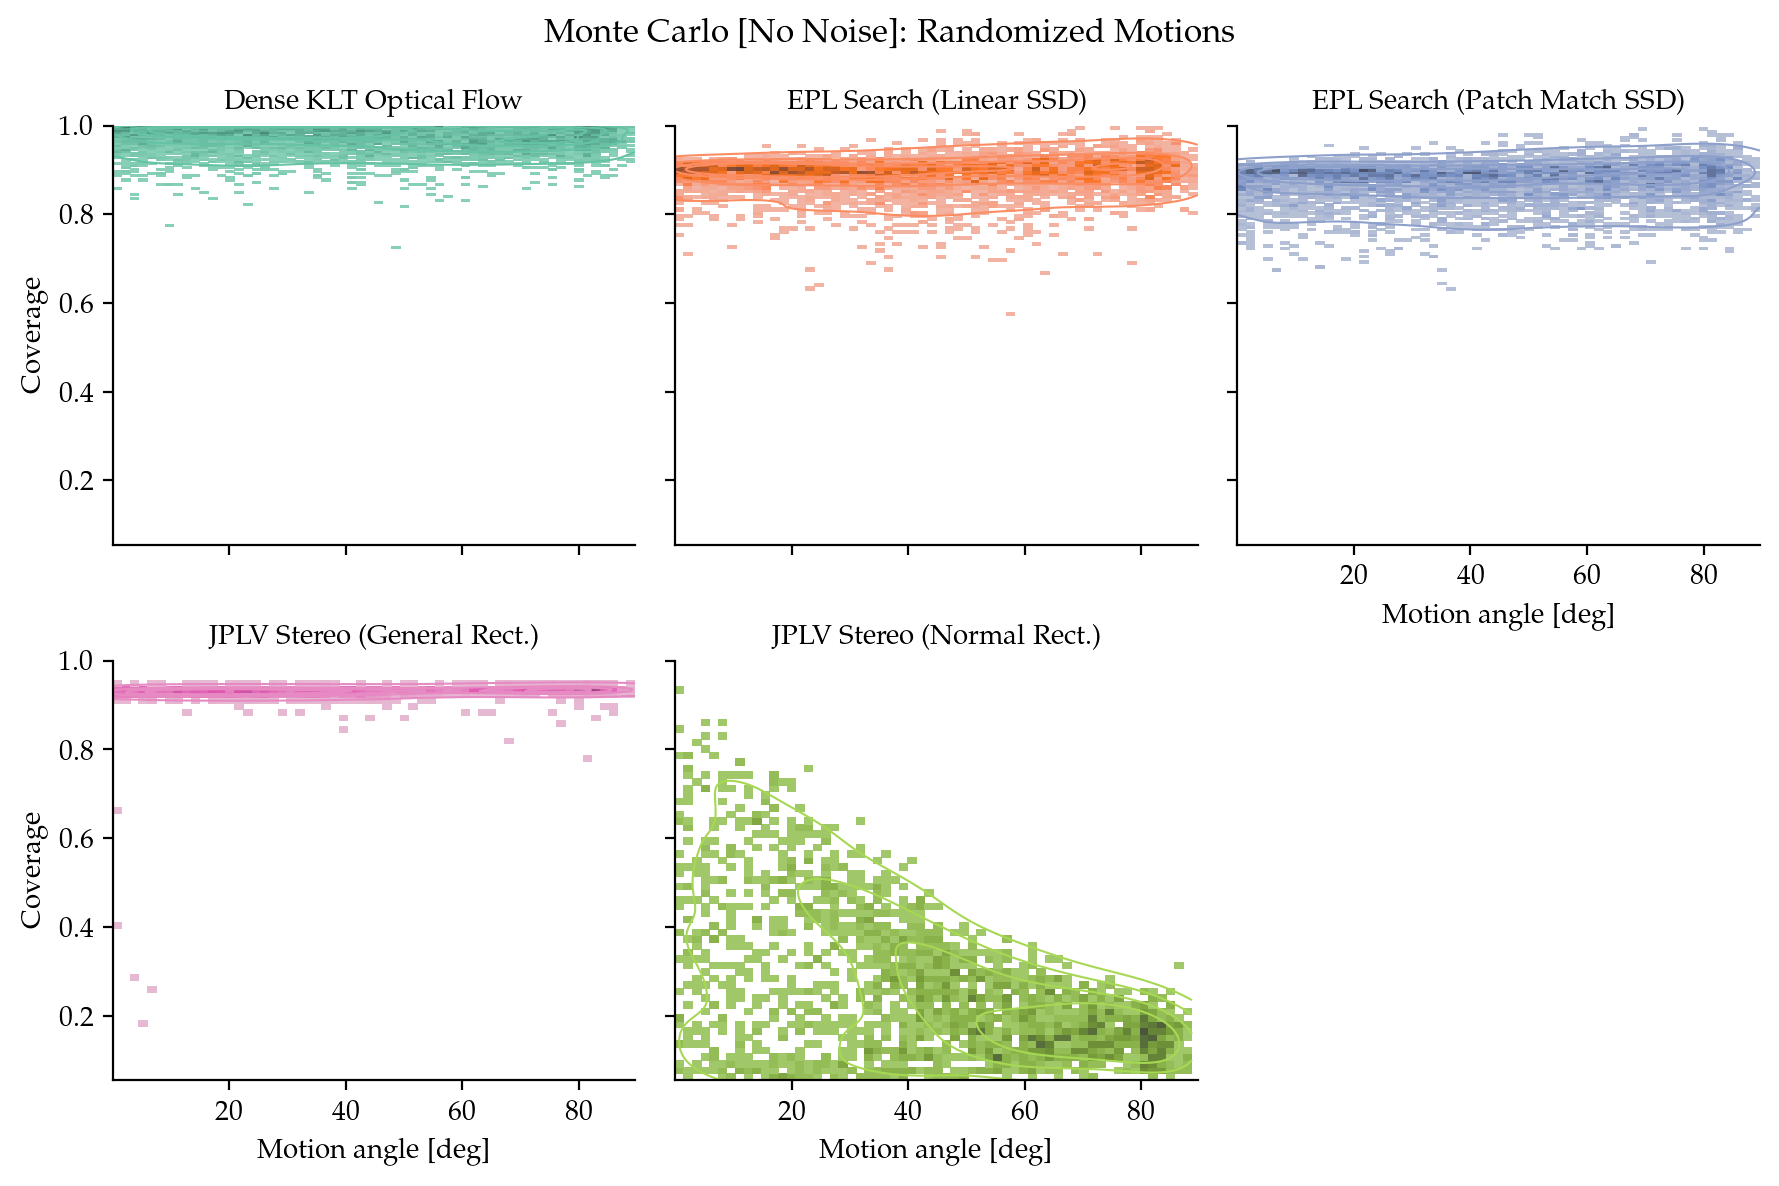 Monte Carlo [No Noise]: Randomized Motions
Dense KLT Optical Flow
EPL Search (Linear SSD)
EPL Search (Patch Match SSD)
1.0
0.8
0.6
0.4
0.2
Coverage
20 40 60 80
Motion angle [deg]
JPLV Stereo (General Rect.)
JPLV Stereo (Normal Rect.)
1.0
0.8
0.6
0.4
0.2
Coverage
20 40 60 80
20 40 60 80
Motion angle [deg]
Motion angle [deg]